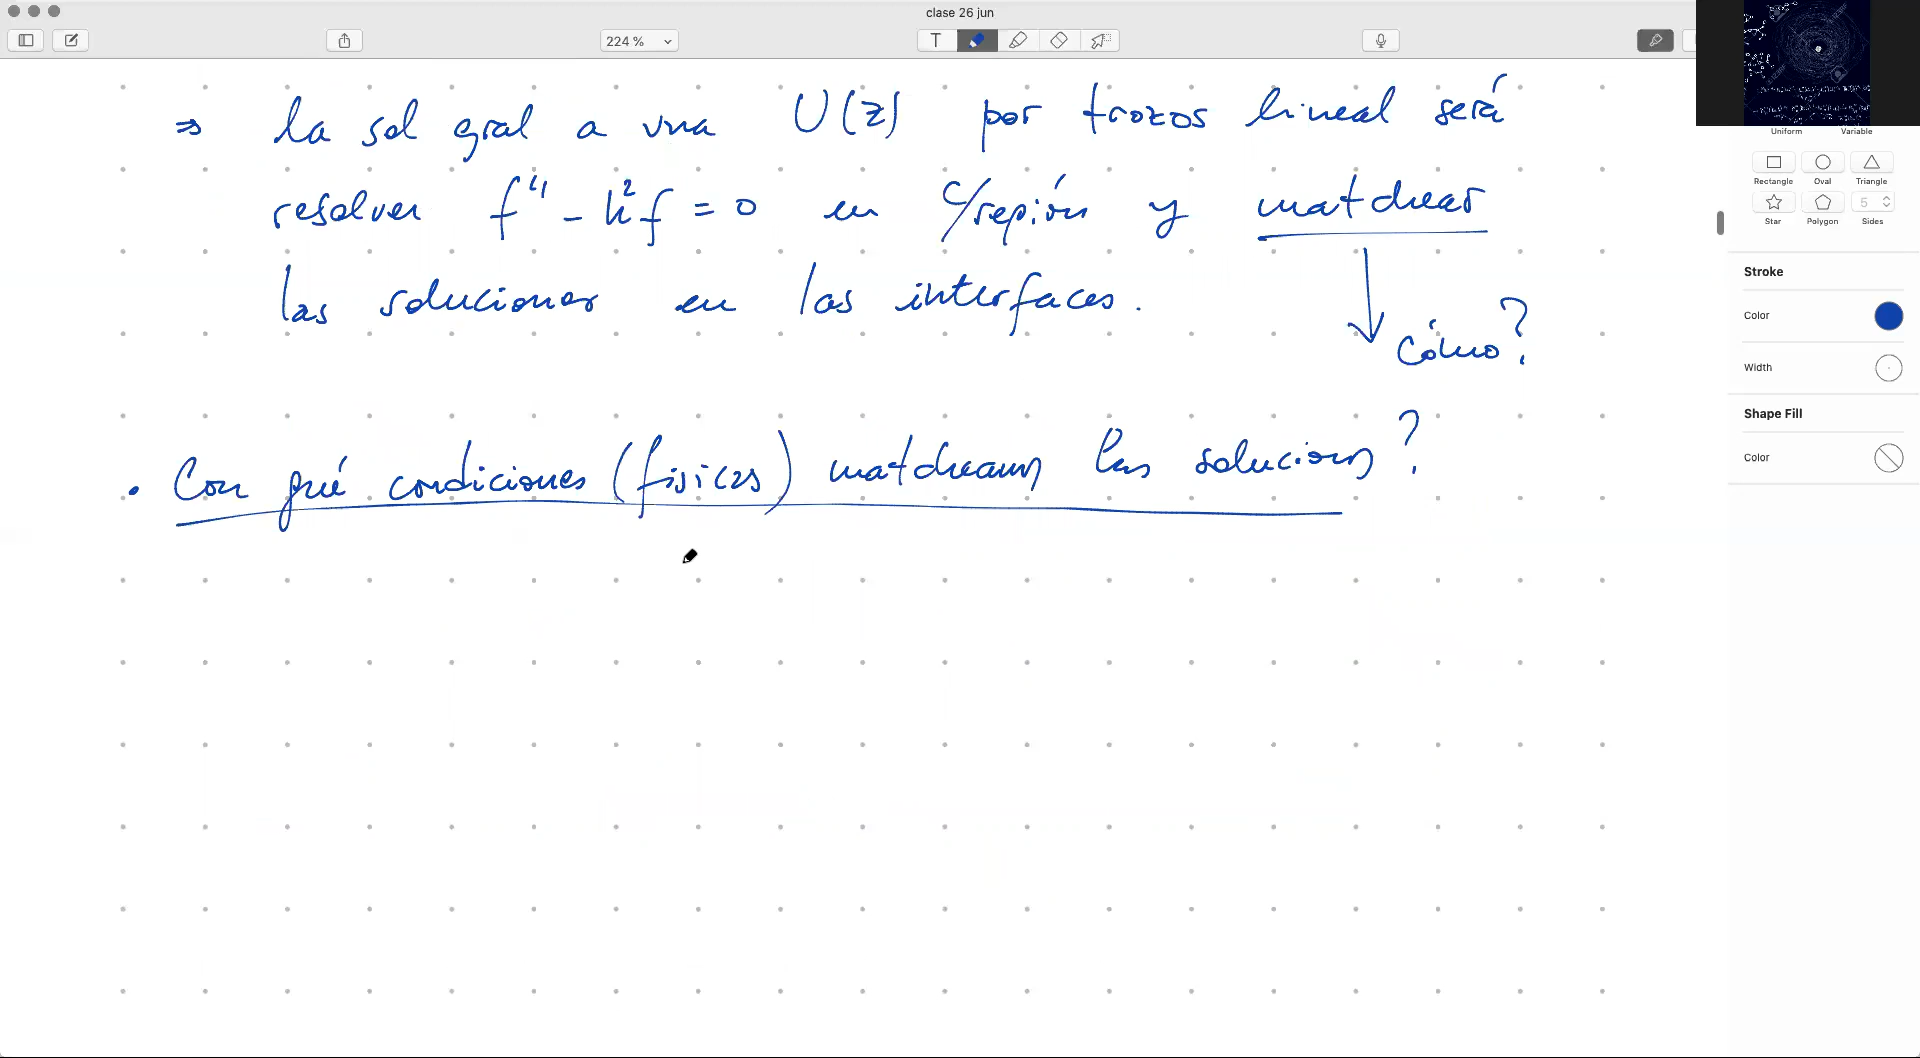 clase 26 jun
224 %
T
⇒ la sol gral a una U(z) por trozos lineal será
resolver f'' - k²f = 0 en c/región y matchear
las soluciones en las interfaces.
Cómo?
. Con qué condiciones (físicas) matcheamos las soluciones?
Uniform Variable
Rectangle Oval Triangle
5
Star Polygon Sides
Stroke
Color
Width
Shape Fill
Color